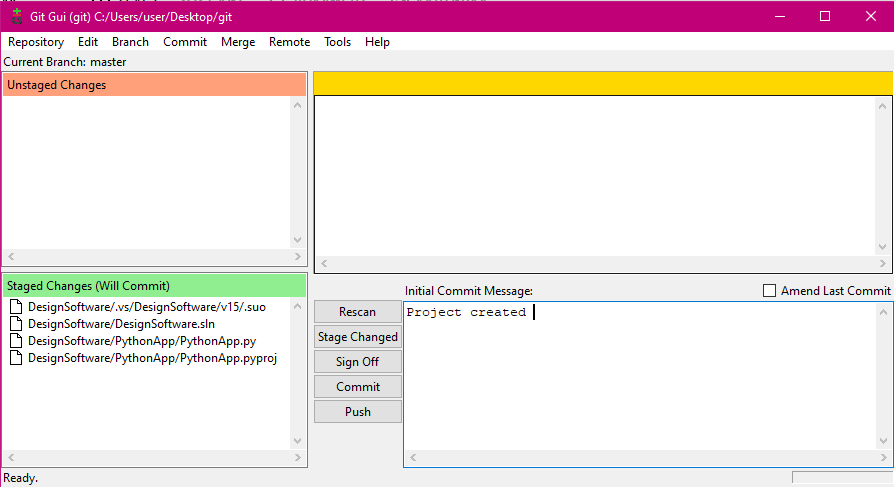 Git Gui (git) C:/Users/user/Desktop/git
Repository Edit Branch Commit Merge Remote Tools Help
Current Branch: master
Unstaged Changes
Staged Changes (Will Commit)
DesignSoftware/.vs/DesignSoftware/v15/.suo
DesignSoftware/DesignSoftware.sln
DesignSoftware/PythonApp/PythonApp.py
DesignSoftware/PythonApp/PythonApp.pyproj
Rescan
Stage Changed
Sign Off
Commit
Push
Initial Commit Message:
Amend Last Commit
Project created
Ready.